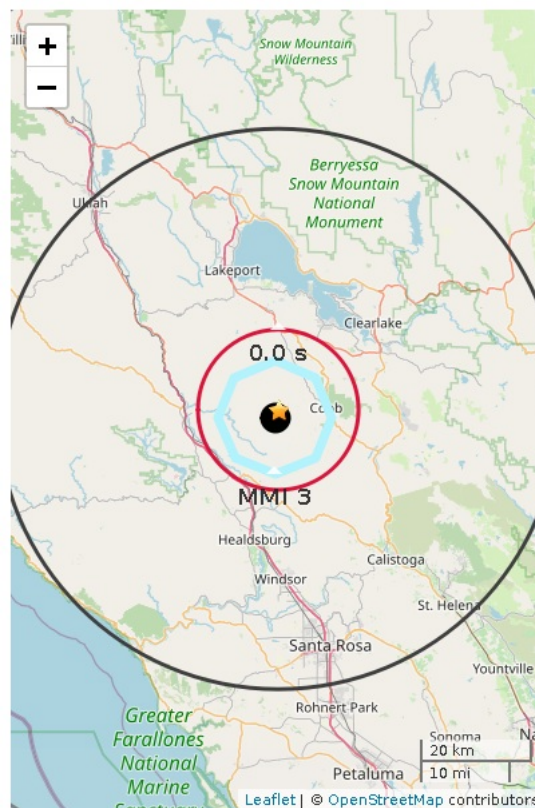 +
−
Snow Mountain
Wilderness
Berryessa
Snow Mountain
National
Monument
Ukiah
Lakeport
Clearlake
0.0 s
Cobb
MMI 3
Healdsburg
Calistoga
Windsor
St. Helena
Santa Rosa
Yountville
Rohnert Park
Greater
Farallones
National
Marine
Sonoma
20 km
10 mi
Petaluma
Leaflet | © OpenStreetMap contributors